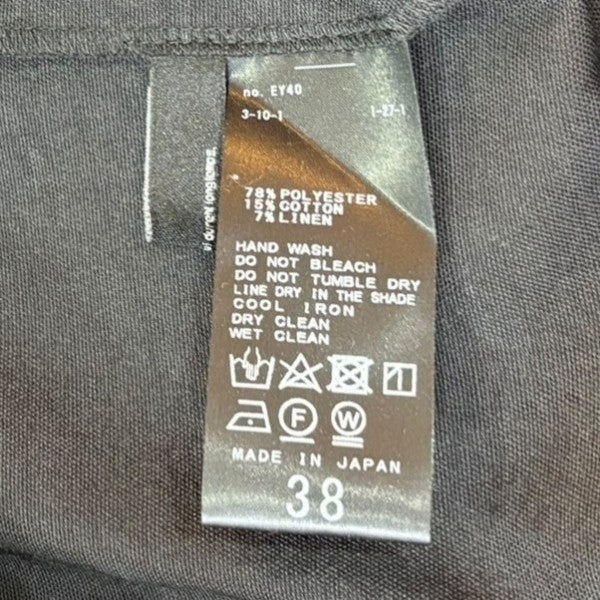 no. EY40
3-10-1 1-27-1
78% POLYESTER
15% COTTON
7% LINEN
HAND WASH
DO NOT BLEACH
DO NOT TUMBLE DRY
LINE DRY IN THE SHADE
COOL IRON
DRY CLEAN
WET CLEAN
F W
MADE IN JAPAN
38